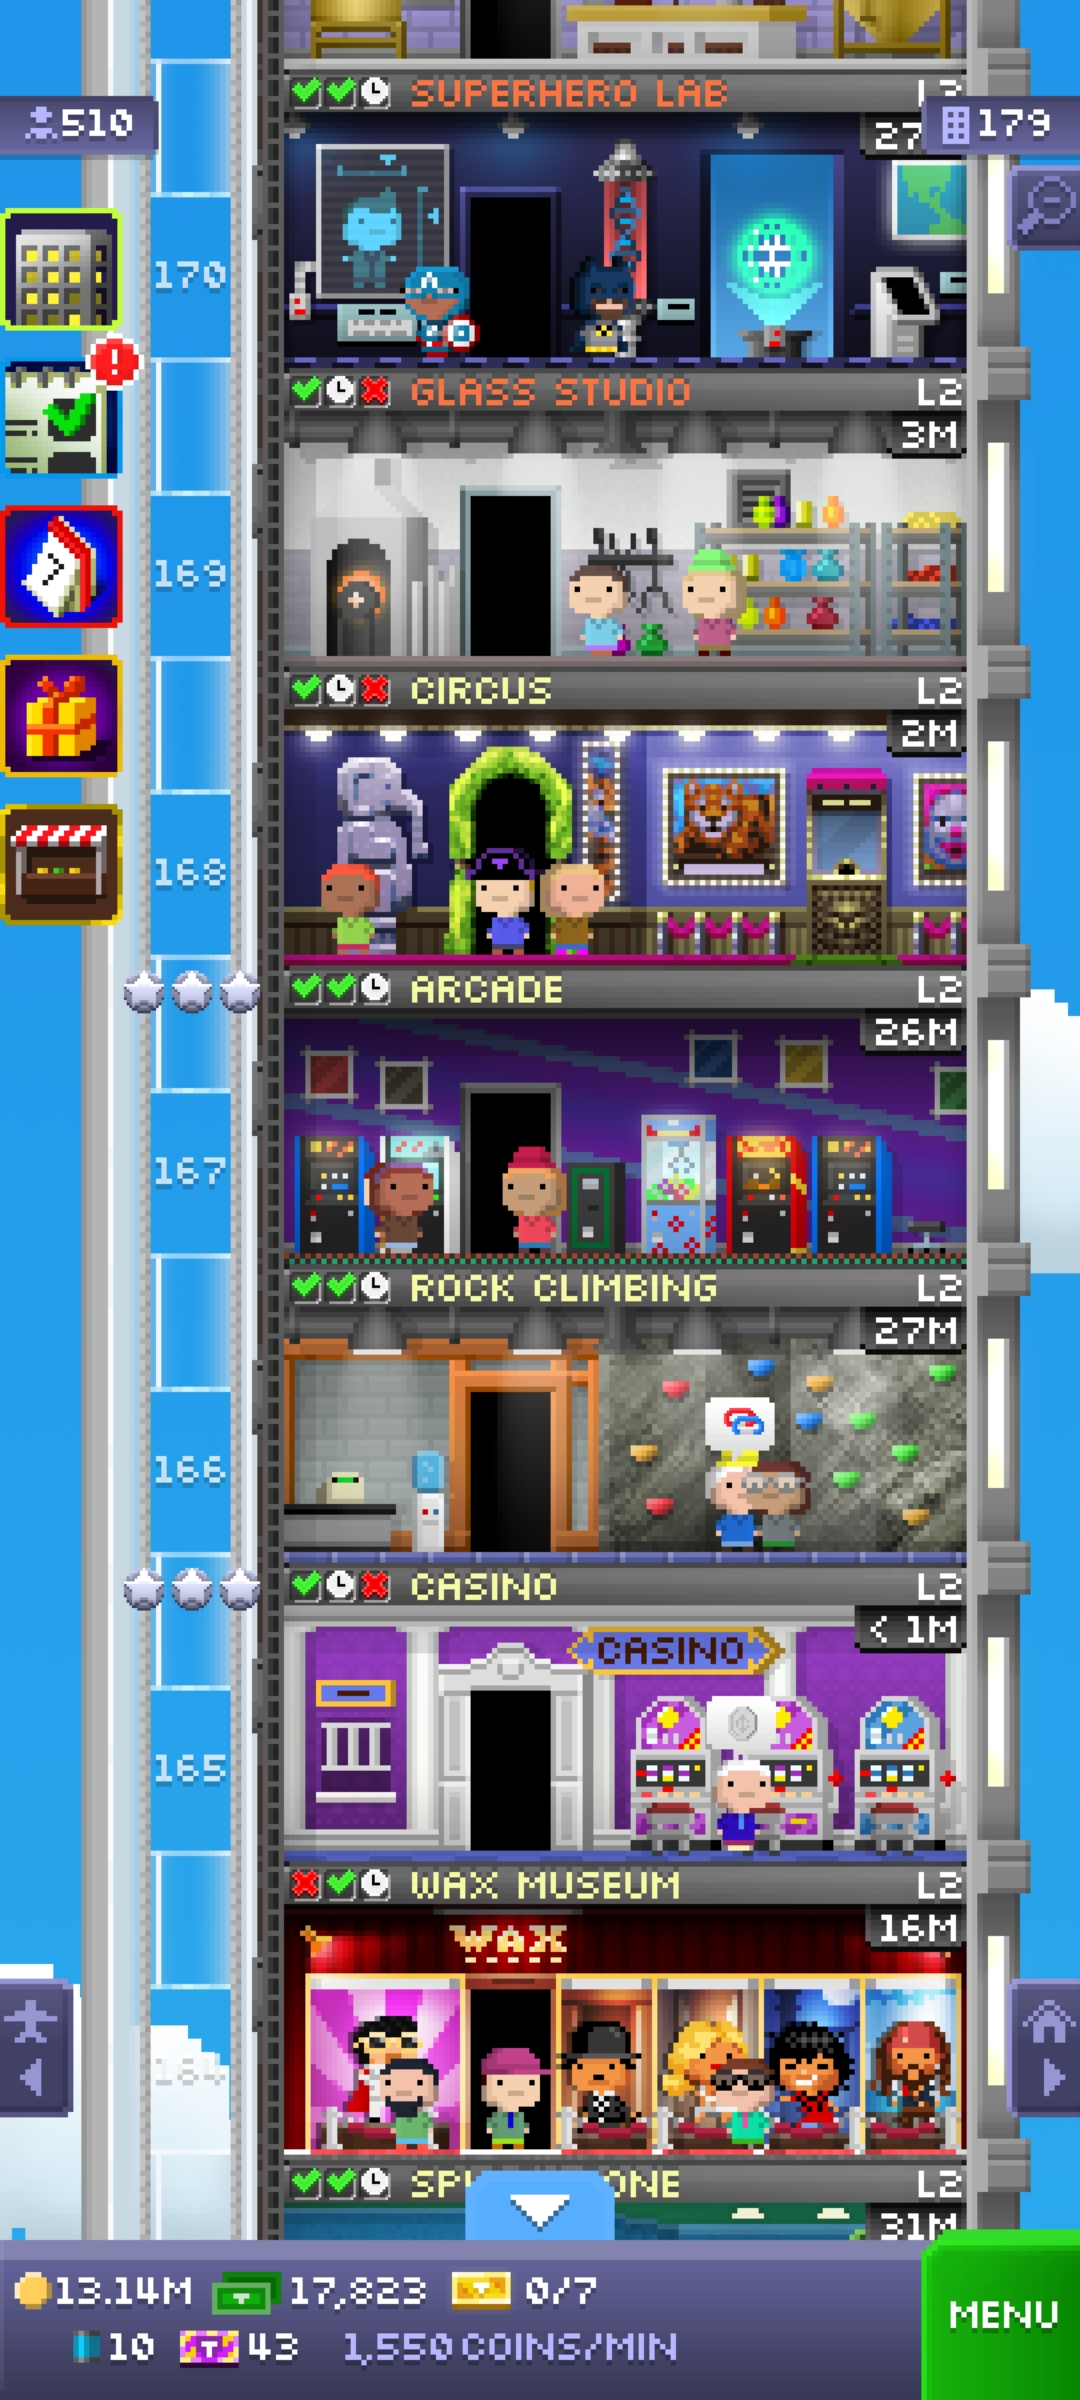 SUPERHERO LAB
510
179
170
GLASS STUDIO L2
3M
169
CIRCUS L2
2M
168
ARCADE L2
26M
167
ROCK CLIMBING L2
27M
166
CASINO L2
< 1M
CASINO
165
WAX MUSEUM L2
16M
WAX
164
L2
31M
13.14M 17,823 0/7
MENU
10 43 1,550 COINS/MIN